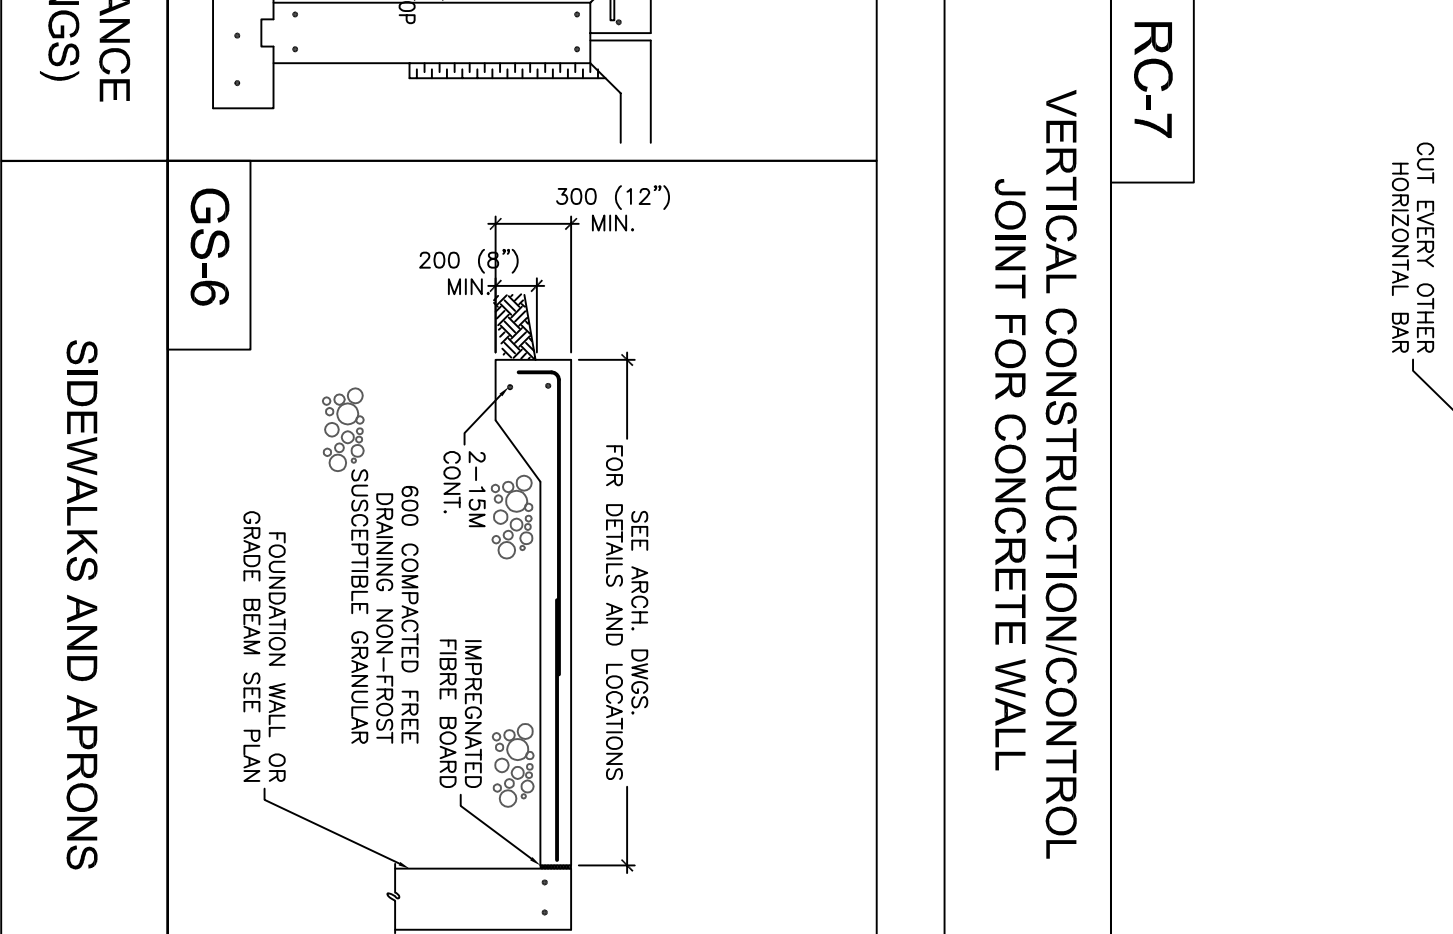 RC-7
VERTICAL CONSTRUCTION/CONTROL
JOINT FOR CONCRETE WALL
CUT EVERY OTHER
HORIZONTAL BAR
OP
ANCE
NGS)
GS-6
SIDEWALKS AND APRONS
300 (12")
MIN.
200 (8")
MIN.
SEE ARCH. DWGS.
FOR DETAILS AND LOCATIONS
2-15M
CONT.
600 COMPACTED FREE
DRAINING NON-FROST
SUSCEPTIBLE GRANULAR
IMPREGNATED
FIBRE BOARD
FOUNDATION WALL OR
GRADE BEAM SEE PLAN